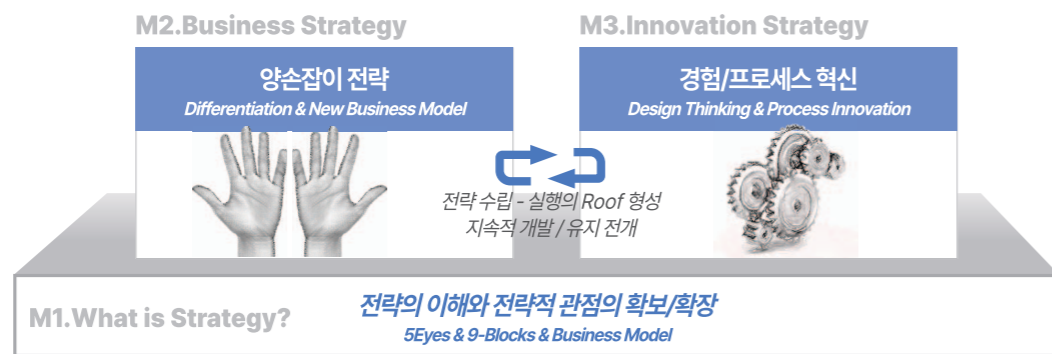 M2.Business Strategy
양손잡이 전략
Differentiation & New Business Model
M3.Innovation Strategy
경험/프로세스 혁신
Design Thinking & Process Innovation
전략 수립 - 실행의 Roof 형성
지속적 개발 / 유지 전개
M1.What is Strategy?
전략의 이해와 전략적 관점의 확보/확장
5Eyes & 9-Blocks & Business Model